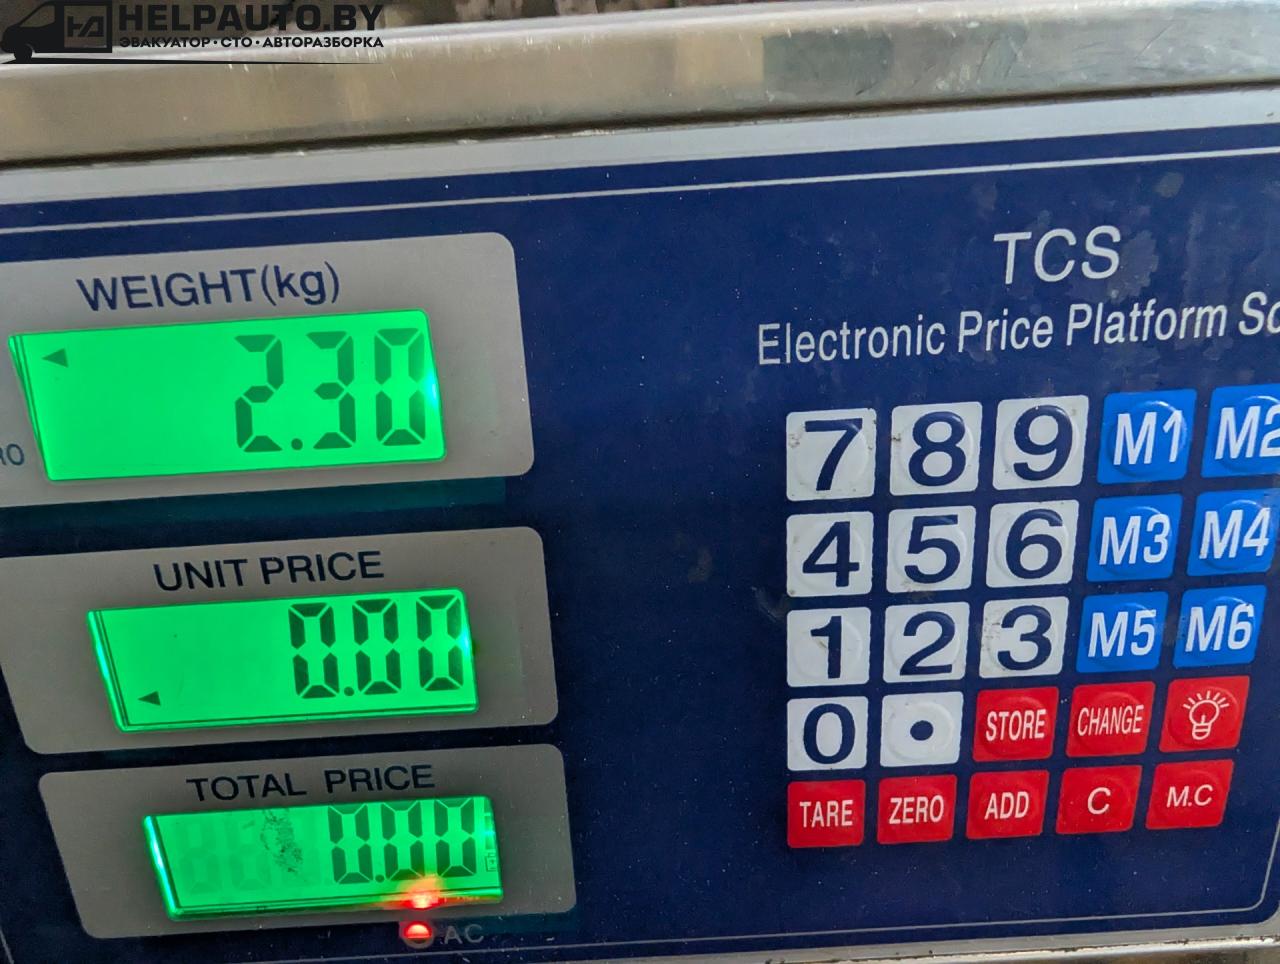 HELPAUTO.BY
ЭВАКУАТОР·СТО·АВТОРАЗБОРКА
TCS
Electronic Price Platform
WEIGHT(kg)
2.30
UNIT PRICE
0.00
TOTAL PRICE
0.00
AC
7 8 9 M1 M2
4 5 6 M3 M4
1 2 3 M5 M6
0 • STORE CHANGE
TARE ZERO ADD C M.C